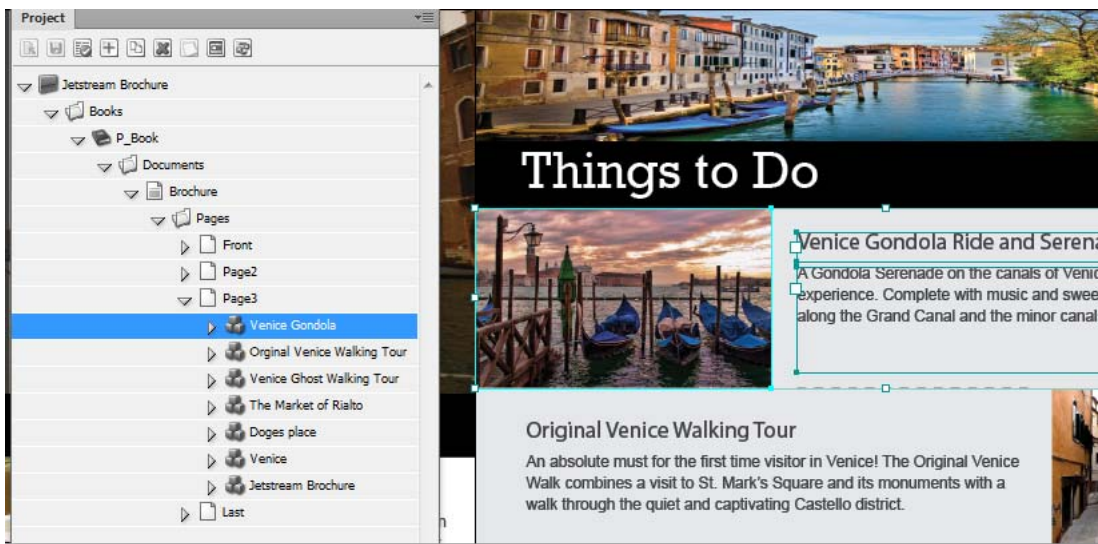 Project
Jetstream Brochure
Books
P_Book
Documents
Brochure
Pages
Front
Page2
Page3
Venice Gondola
Orginal Venice Walking Tour
Venice Ghost Walking Tour
The Market of Rialto
Doges place
Venice
Jetstream Brochure
Last
Things to Do
Venice Gondola Ride and Serena
A Gondola Serenade on the canals of Venic
experience. Complete with music and swee
along the Grand Canal and the minor canal
Original Venice Walking Tour
An absolute must for the first time visitor in Venice! The Original Venice
Walk combines a visit to St. Mark's Square and its monuments with a
walk through the quiet and captivating Castello district.